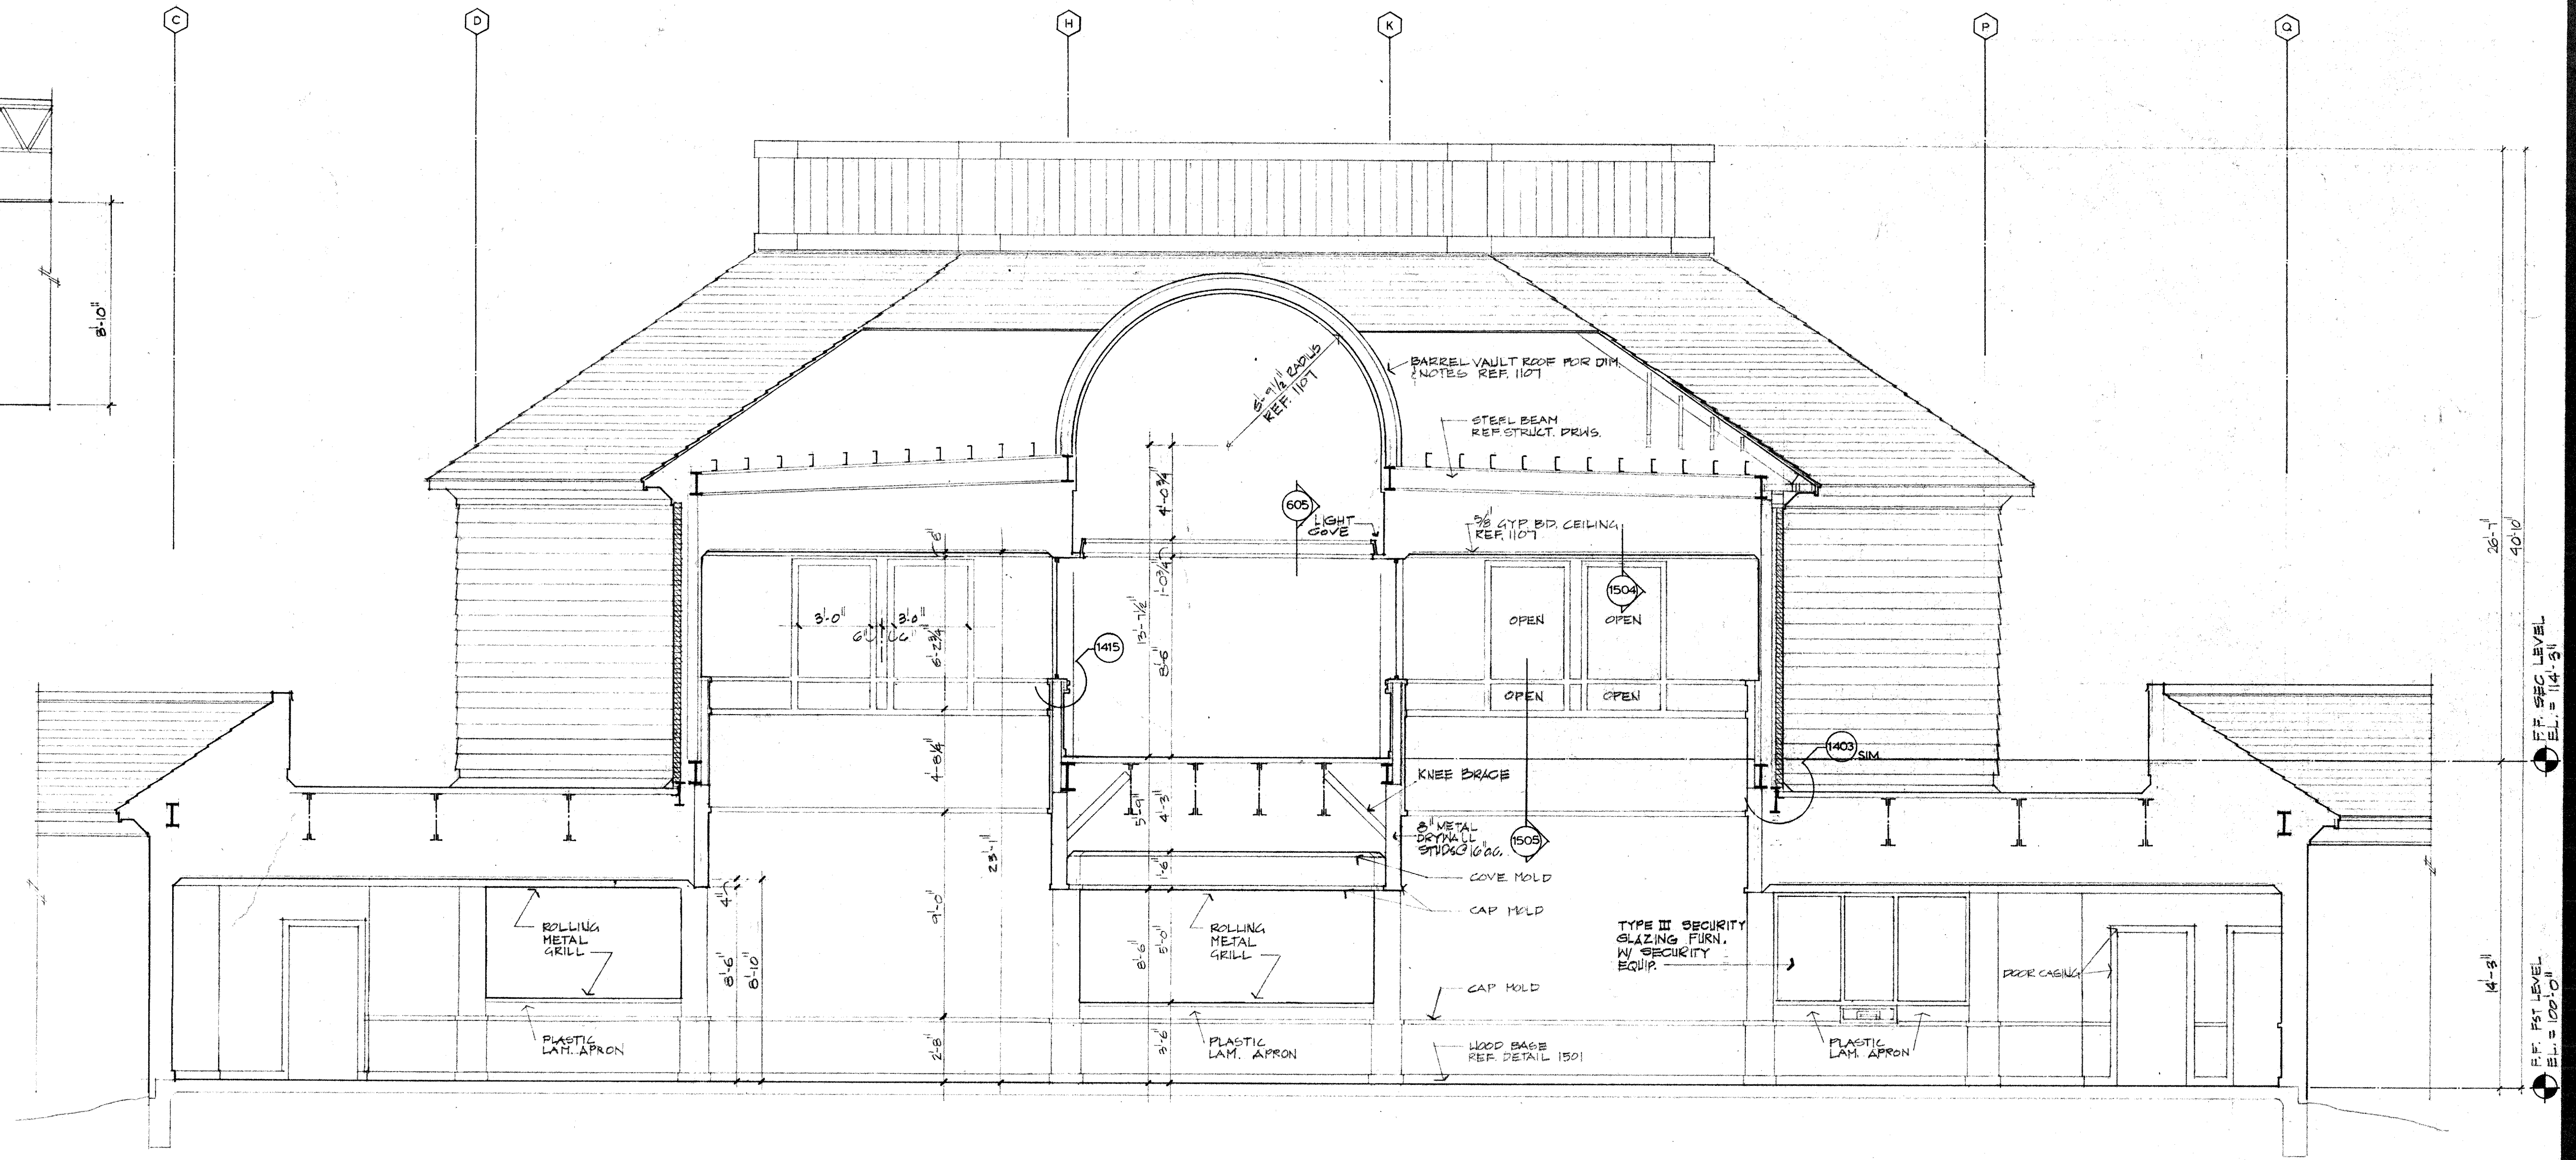 C
D
H
K
P
Q
8'-10"
5'-9 1/2" RADIUS
REF. 1107
BARREL VAULT ROOF FOR DIM.
& NOTES REF. 1107
STEEL BEAM
REF. STRUCT. DRWS.
4'-0 3/4"
605
LIGHT
COVE
5/8" GYP. BD. CEILING
REF. 1107
6"
1'-0 3/4"
26'-7"
40'-10"
3'-0"
3'-0"
6"
6"
6'-2 3/4"
13'-7 1/2"
8'-6"
1415
1504
OPEN
OPEN
OPEN
OPEN
F.F. SEC LEVEL
EL. = 114'-3"
1403
SIM
4'-8 1/4"
KNEE BRACE
5'-9"
4'-3"
8" METAL
DRYWALL
STUDS @ 16" O.C.
1505
23'-1"
1'-6"
COVE MOLD
4"
9'-0"
CAP MOLD
ROLLING
METAL
GRILL
ROLLING
METAL
GRILL
TYPE III SECURITY
GLAZING FURN.
W/ SECURITY
EQUIP.
8'-6"
8'-10"
8'-6"
5'-0"
DOOR CASING
14'-3"
CAP MOLD
PLASTIC
LAM. APRON
2'-8"
3'-6"
PLASTIC
LAM. APRON
WOOD BASE
REF. DETAIL 1501
PLASTIC
LAM. APRON
F.F. FST LEVEL
EL. = 100'-0"